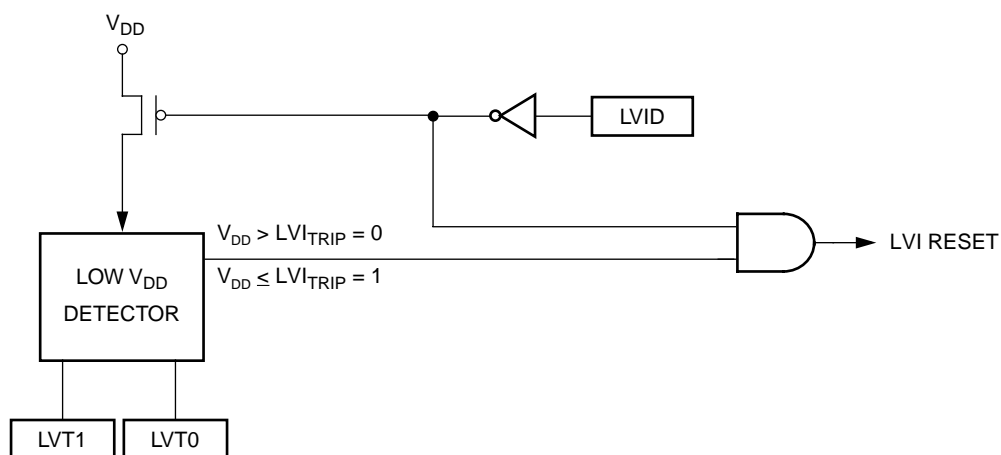 VDD
LVID
VDD > LVITRIP = 0
LVI RESET
LOW VDD
DETECTOR
VDD ≤ LVITRIP = 1
LVT1
LVT0